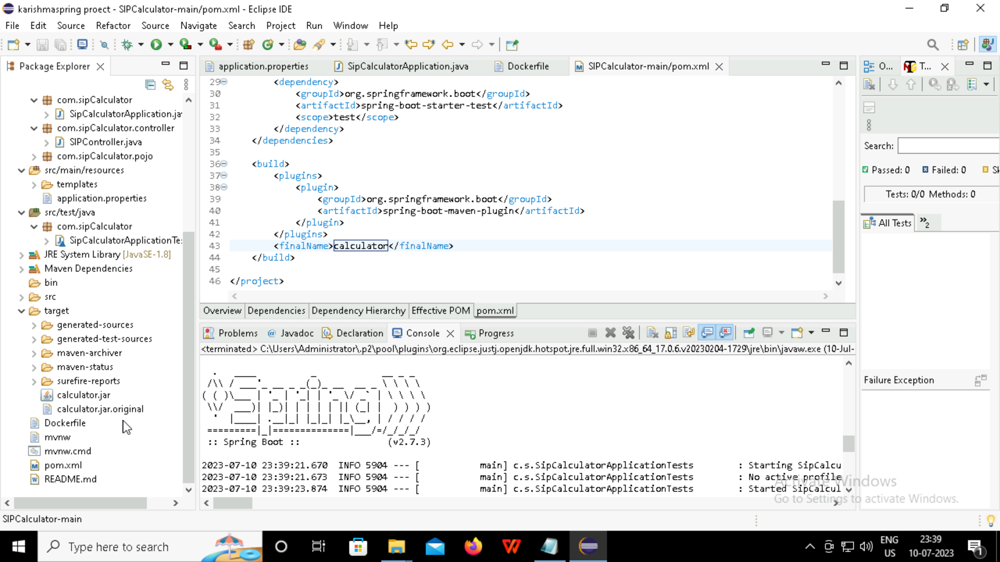 karishmaspring proect - SIPCalculator-main/pom.xml - Eclipse IDE
File Edit Source Refactor Source Navigate Search Project Run Window Help
Package Explorer
com.sipCalculator
SipCalculatorApplication.ja
com.sipCalculator.controller
SIPController.java
com.sipCalculator.pojo
src/main/resources
templates
application.properties
src/test/java
com.sipCalculator
SipCalculatorApplicationTe
JRE System Library [JavaSE-1.8]
Maven Dependencies
bin
src
target
generated-sources
generated-test-sources
maven-archiver
maven-status
surefire-reports
calculator.jar
calculator.jar.original
Dockerfile
mvnw
mvnw.cmd
pom.xml
README.md
application.properties SipCalculatorApplication.java Dockerfile SIPCalculator-main/pom.xml
29 <dependency>
30 <groupId>org.springframework.boot</groupId>
31 <artifactId>spring-boot-starter-test</artifactId>
32 <scope>test</scope>
33 </dependency>
34 </dependencies>
35
36 <build>
37 <plugins>
38 <plugin>
39 <groupId>org.springframework.boot</groupId>
40 <artifactId>spring-boot-maven-plugin</artifactId>
41 </plugin>
42 </plugins>
43 <finalName>calculator</finalName>
44 </build>
45
46 </project>
Overview Dependencies Dependency Hierarchy Effective POM pom.xml
Problems @ Javadoc Declaration Console Progress
<terminated> C:\Users\Administrator\.p2\pool\plugins\org.eclipse.justj.openjdk.hotspot.jre.full.win32.x86_64_17.0.6.v20230204-1729\jre\bin\javaw.exe (10-Jul-
Spring
:: Spring Boot :: (v2.7.3)
2023-07-10 23:39:21.670 INFO 5904 --- [ main] c.s.SipCalculatorApplicationTests : Starting SipCalcu
2023-07-10 23:39:21.673 INFO 5904 --- [ main] c.s.SipCalculatorApplicationTests : No active profile
2023-07-10 23:39:23.874 INFO 5904 --- [ main] c.s.SipCalculatorApplicationTests : Started SipCalcul
O... T...
Search:
Passed: 0 Failed: 0 Sk
Tests: 0/0 Methods: 0
All Tests »2
Failure Exception
Activate Windows
Go to Settings to activate Windows.
SIPCalculator-main
Type here to search
ENG
US
23:39
10-07-2023
1